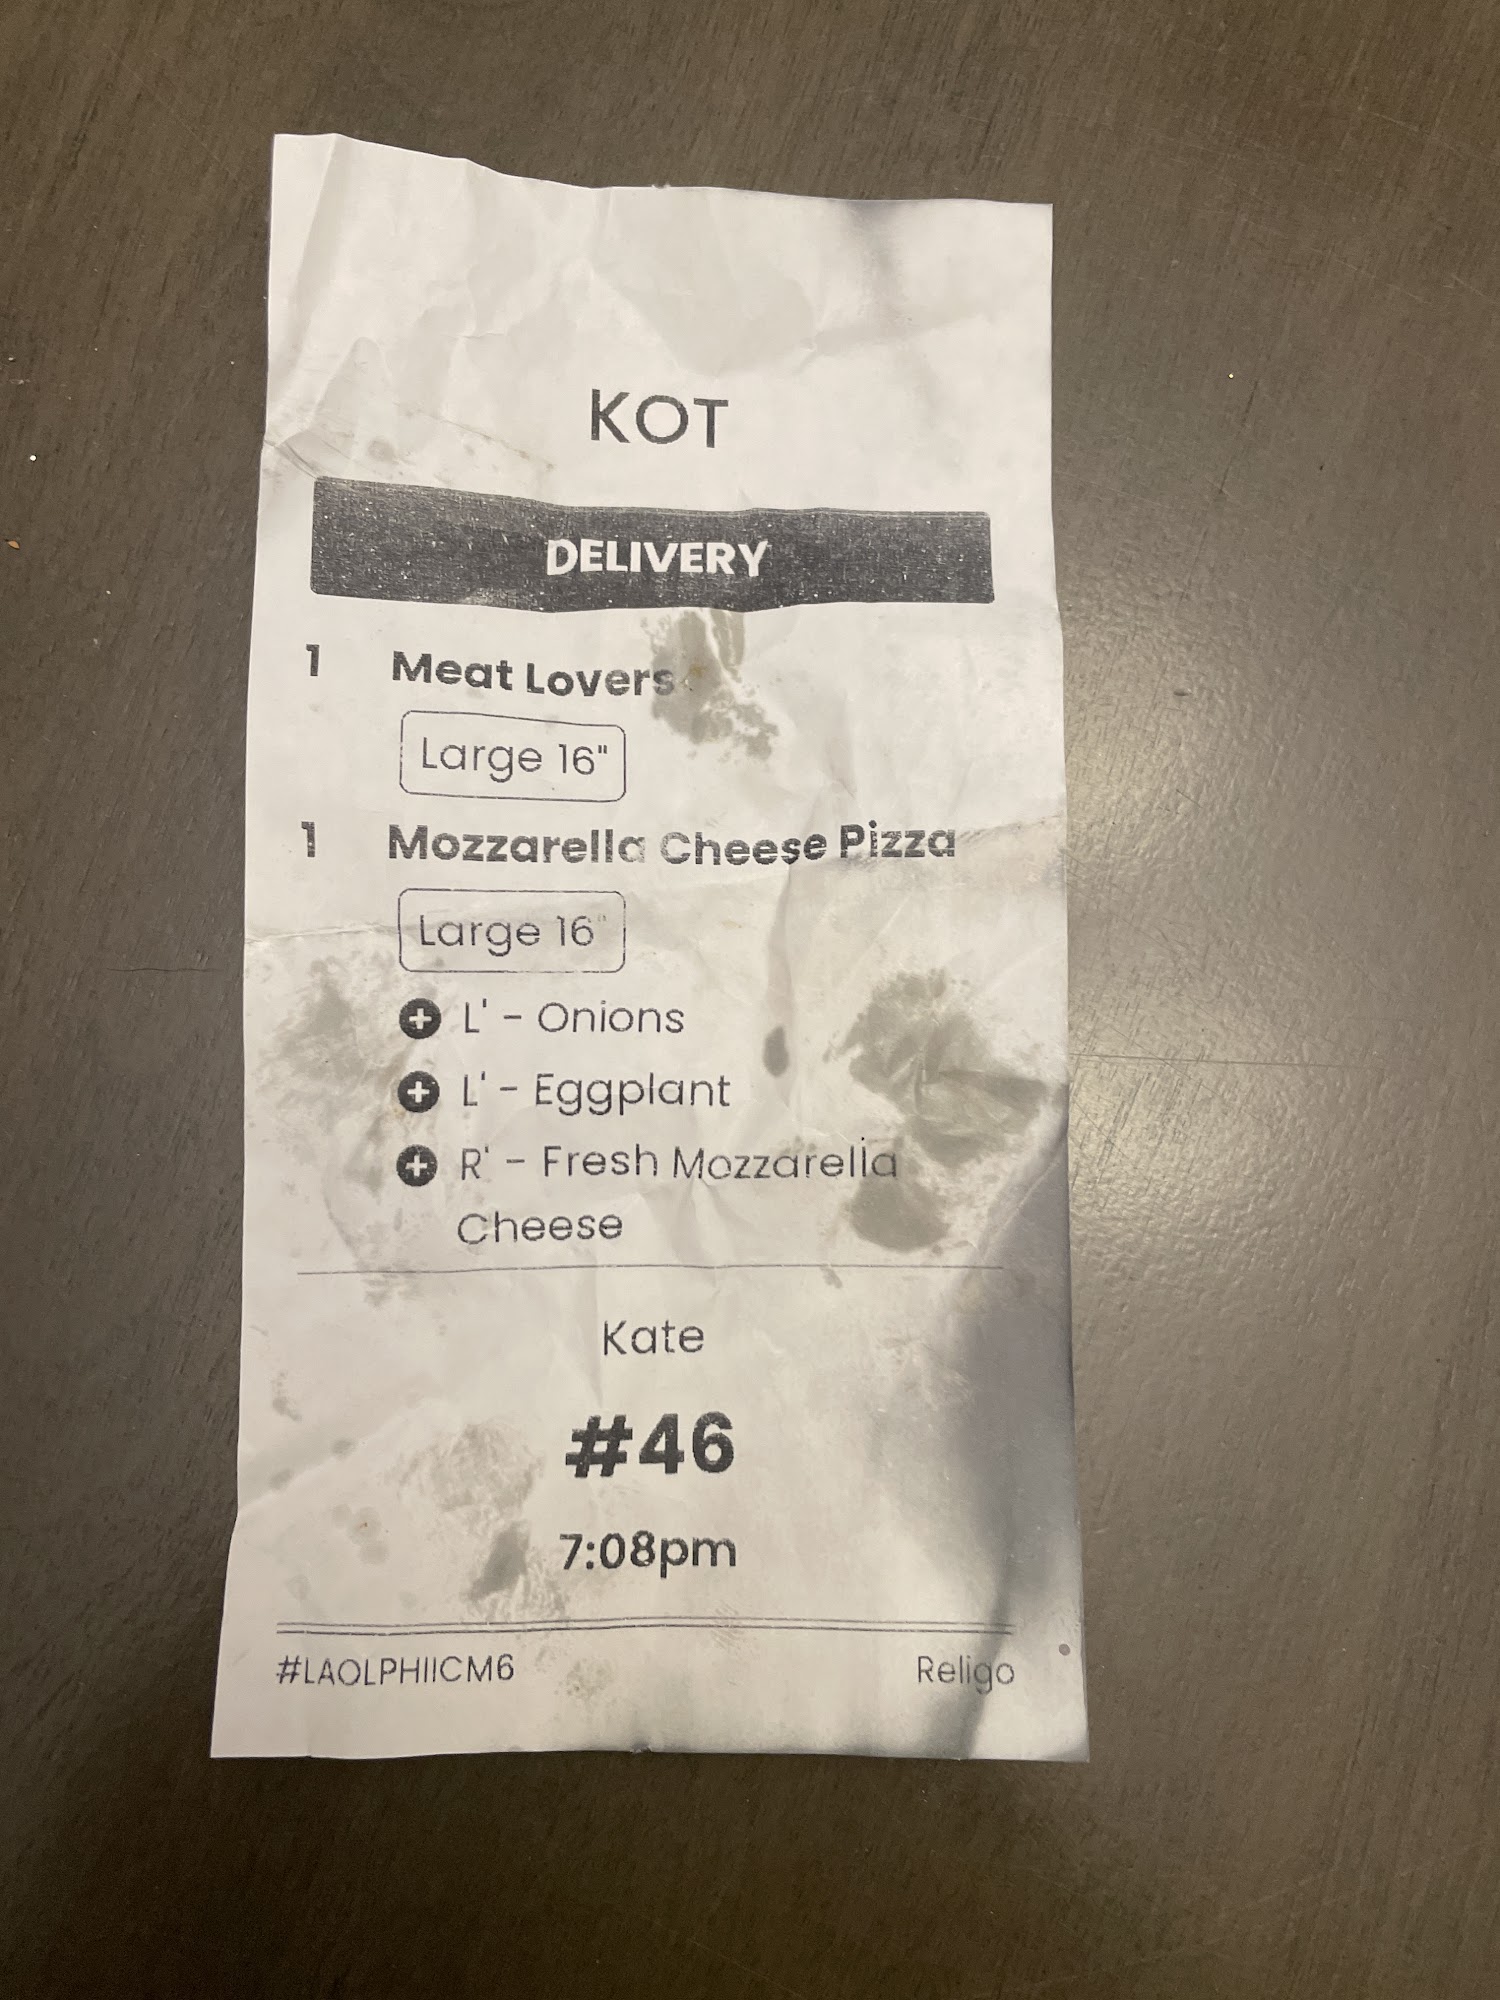 KOT
DELIVERY
1 Meat Lovers
Large 16"
1 Mozzarella Cheese Pizza
Large 16"
+ L' - Onions
+ L' - Eggplant
+ R' - Fresh Mozzarella
Cheese
Kate
#46
7:08pm
#LAOLPHIICM6 Religo